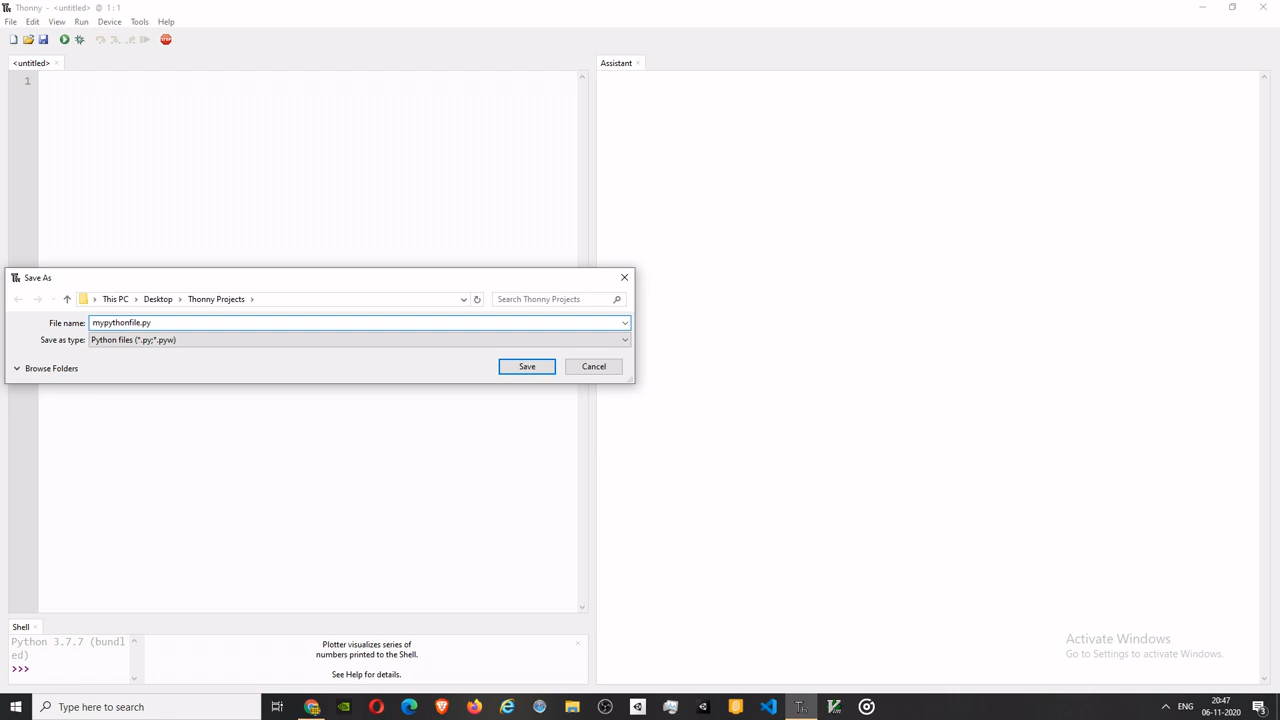 Thonny - <untitled> @ 1 : 1
File Edit View Run Device Tools Help
STOP
<untitled> ×
Assistant ×
1
Save As
This PC > Desktop > Thonny Projects >
Search Thonny Projects
File name: mypythonfile.py
Save as type: Python files (*.py;*.pyw)
Browse Folders
Save
Cancel
Shell ×
Python 3.7.7 (bundl
ed)
>>>
Plotter visualizes series of
numbers printed to the Shell.
See Help for details.
Activate Windows
Go to Settings to activate Windows.
Type here to search
ENG
20:47
06-11-2020
3